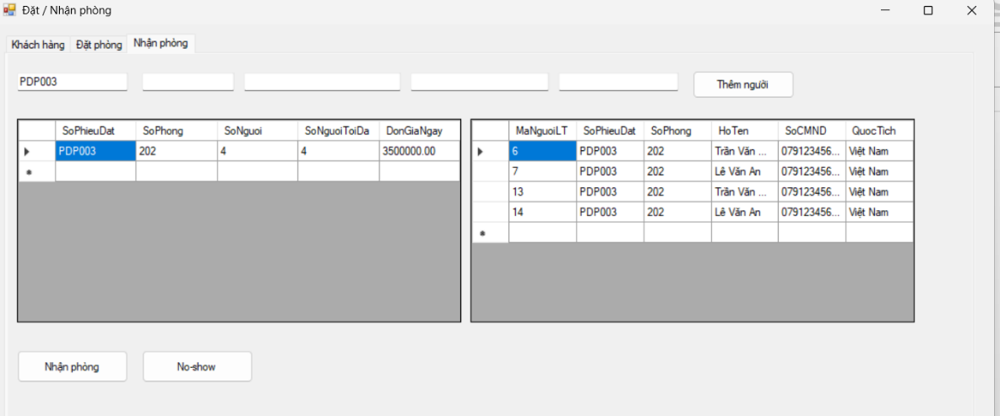 Đặt / Nhận phòng
Khách hàng Đặt phòng Nhận phòng
PDP003 Thêm người
SoPhieuDat SoPhong SoNguoi SoNguoiToiDa DonGiaNgay
PDP003 202 4 4 3500000.00
MaNguoiLT SoPhieuDat SoPhong HoTen SoCMND QuocTich
6 PDP003 202 Trần Văn ... 079123456... Việt Nam
7 PDP003 202 Lê Văn An 079123456... Việt Nam
13 PDP003 202 Trần Văn ... 079123456... Việt Nam
14 PDP003 202 Lê Văn An 079123456... Việt Nam
Nhận phòng No-show